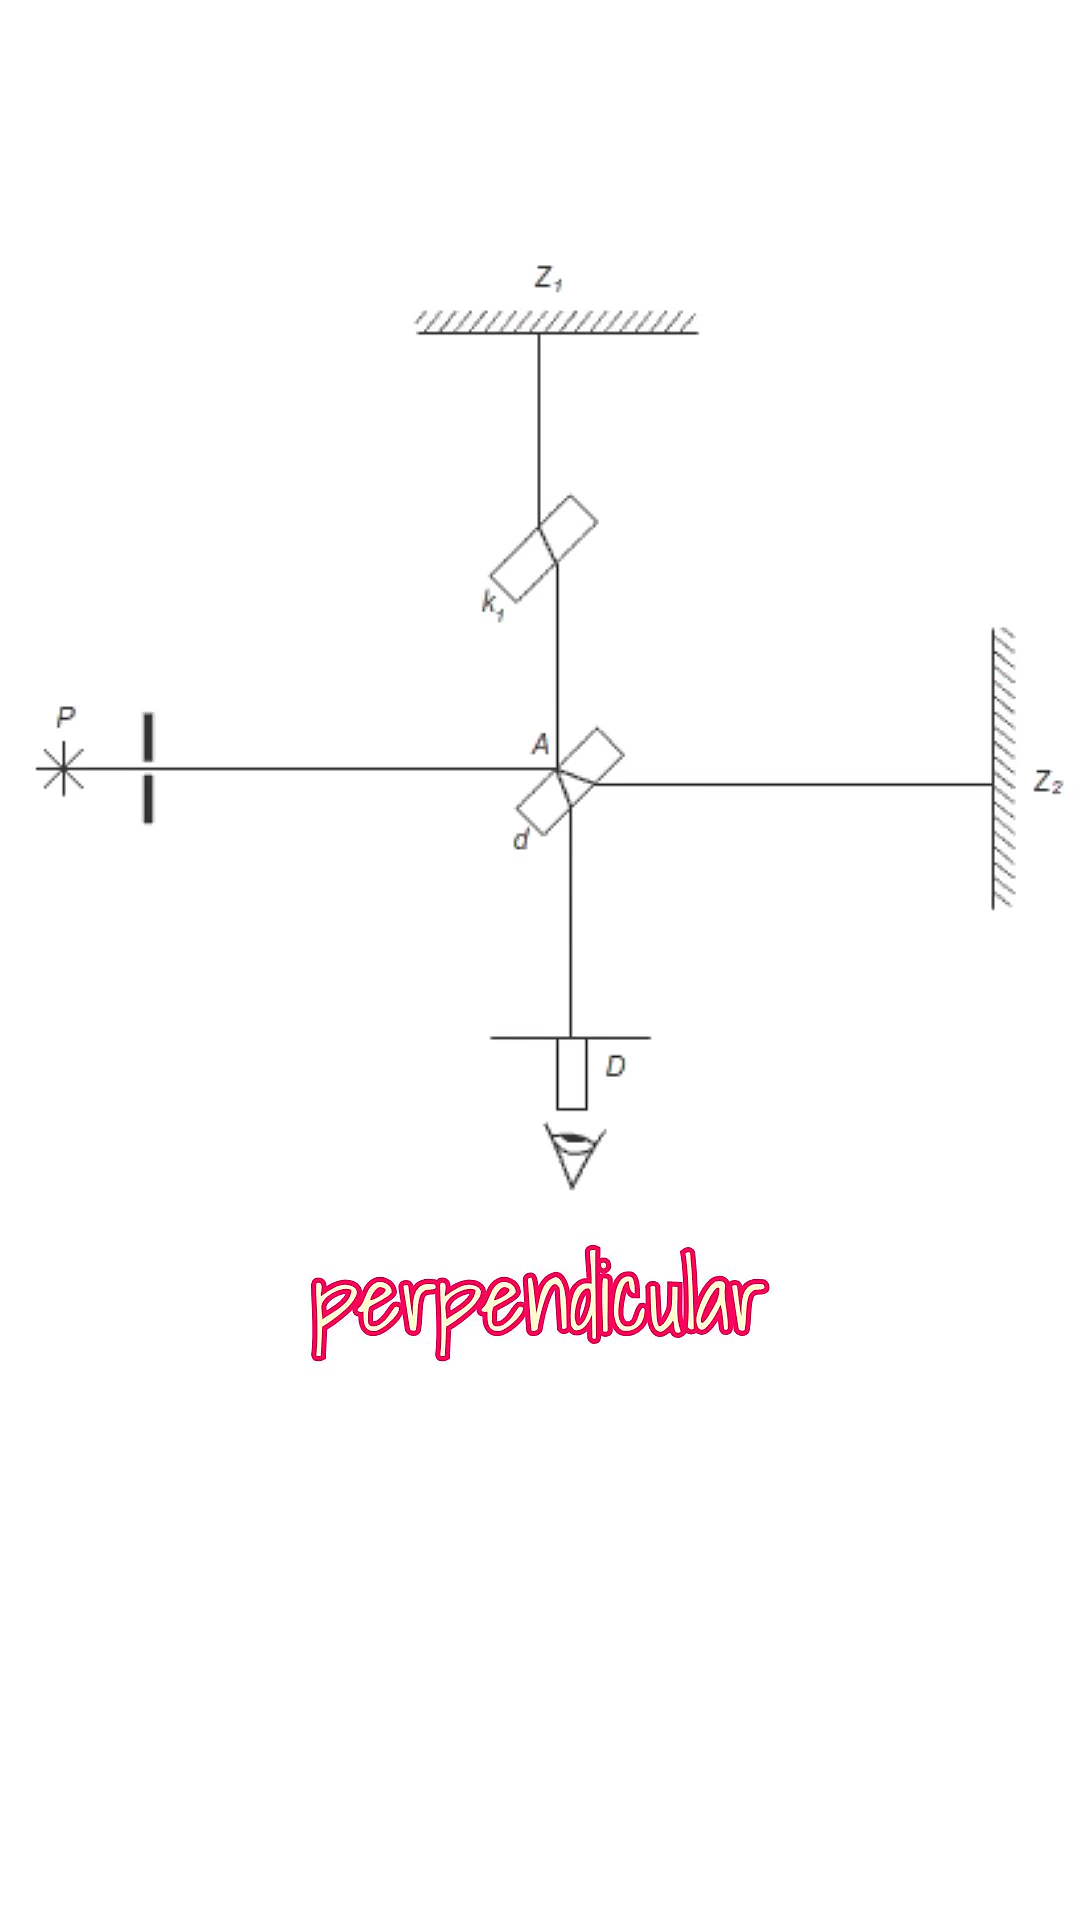 Z₁
k₁
P
A
Z₂
d
D
perpendicular